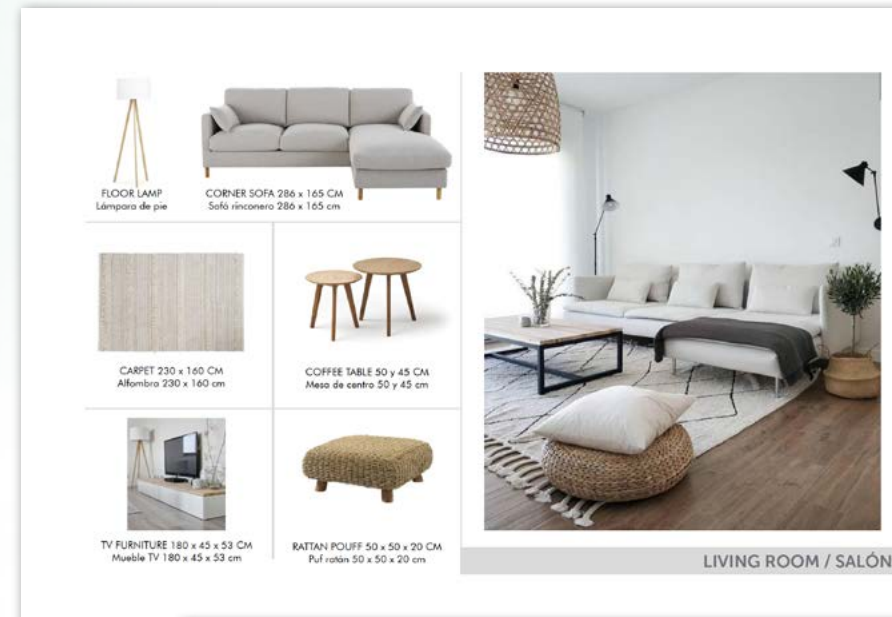 FLOOR LAMP
Lámpara de pie
CORNER SOFA 286 x 165 CM
Sofá rinconero 286 x 165 cm
CARPET 230 x 160 CM
Alfombra 230 x 160 cm
COFFEE TABLE 50 y 45 CM
Mesa de centro 50 y 45 cm
TV FURNITURE 180 x 45 x 53 CM
Mueble TV 180 x 45 x 53 cm
RATTAN POUFF 50 x 50 x 20 CM
Puf ratán 50 x 50 x 20 cm
LIVING ROOM / SALÓN